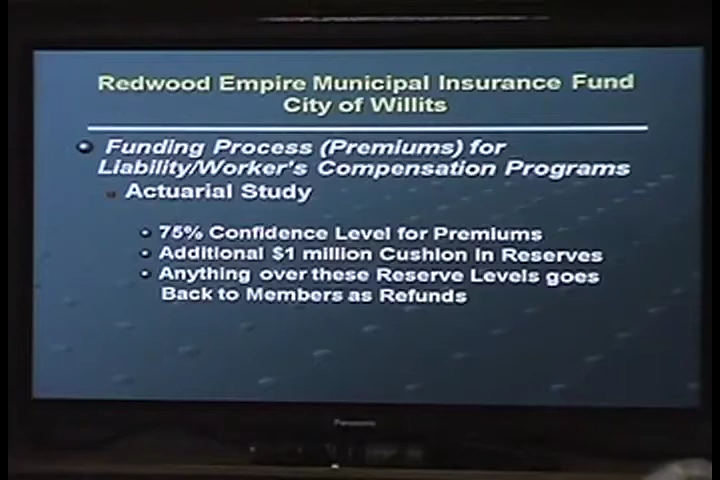 Redwood Empire Municipal Insurance Fund
City of Willits
Funding Process (Premiums) for
Liability/Worker's Compensation Programs
Actuarial Study
75% Confidence Level for Premiums
Additional $1 million Cushion in Reserves
Anything over these Reserve Levels goes
Back to Members as Refunds
Panasonic